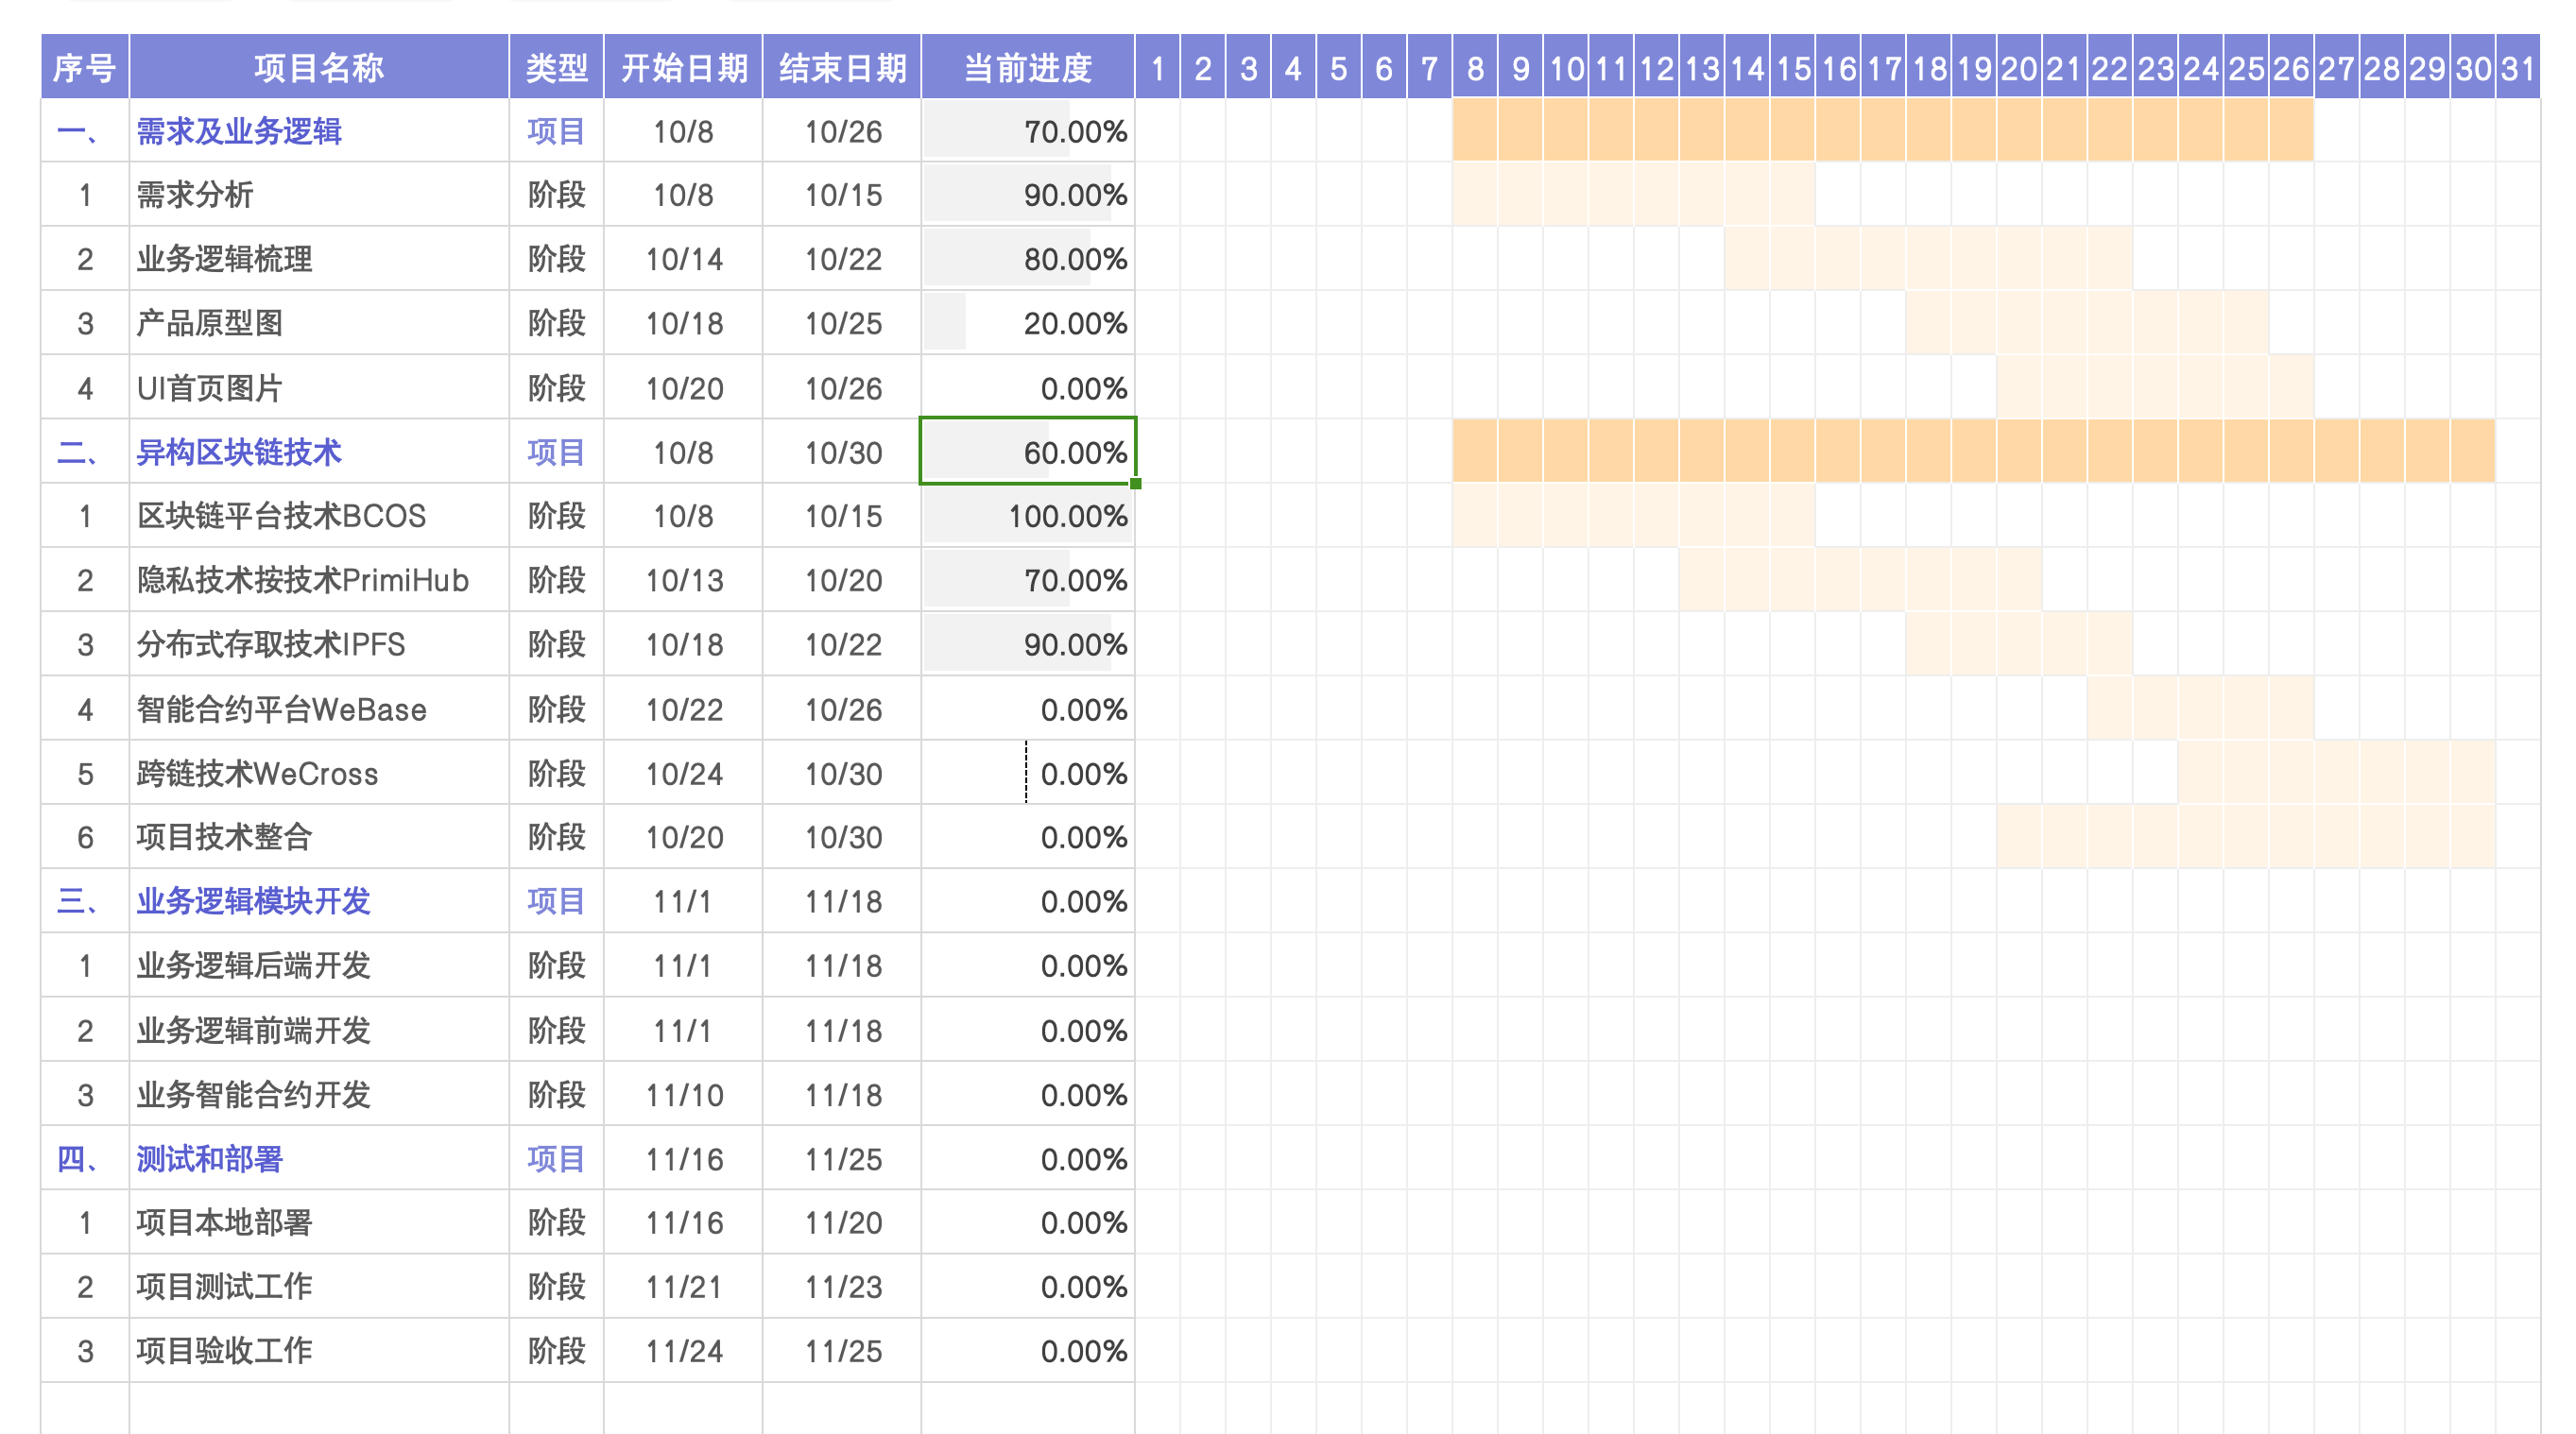 序号 项目名称 类型 开始日期 结束日期 当前进度 1 2 3 4 5 6 7 8 9 10 11 12 13 14 15 16 17 18 19 20 21 22 23 24 25 26 27 28 29 30 31
一、 需求及业务逻辑 项目 10/8 10/26 70.00%
1 需求分析 阶段 10/8 10/15 90.00%
2 业务逻辑梳理 阶段 10/14 10/22 80.00%
3 产品原型图 阶段 10/18 10/25 20.00%
4 UI首页图片 阶段 10/20 10/26 0.00%
二、 异构区块链技术 项目 10/8 10/30 60.00%
1 区块链平台技术BCOS 阶段 10/8 10/15 100.00%
2 隐私技术按技术PrimiHub 阶段 10/13 10/20 70.00%
3 分布式存取技术IPFS 阶段 10/18 10/22 90.00%
4 智能合约平台WeBase 阶段 10/22 10/26 0.00%
5 跨链技术WeCross 阶段 10/24 10/30 0.00%
6 项目技术整合 阶段 10/20 10/30 0.00%
三、 业务逻辑模块开发 项目 11/1 11/18 0.00%
1 业务逻辑后端开发 阶段 11/1 11/18 0.00%
2 业务逻辑前端开发 阶段 11/1 11/18 0.00%
3 业务智能合约开发 阶段 11/10 11/18 0.00%
四、 测试和部署 项目 11/16 11/25 0.00%
1 项目本地部署 阶段 11/16 11/20 0.00%
2 项目测试工作 阶段 11/21 11/23 0.00%
3 项目验收工作 阶段 11/24 11/25 0.00%